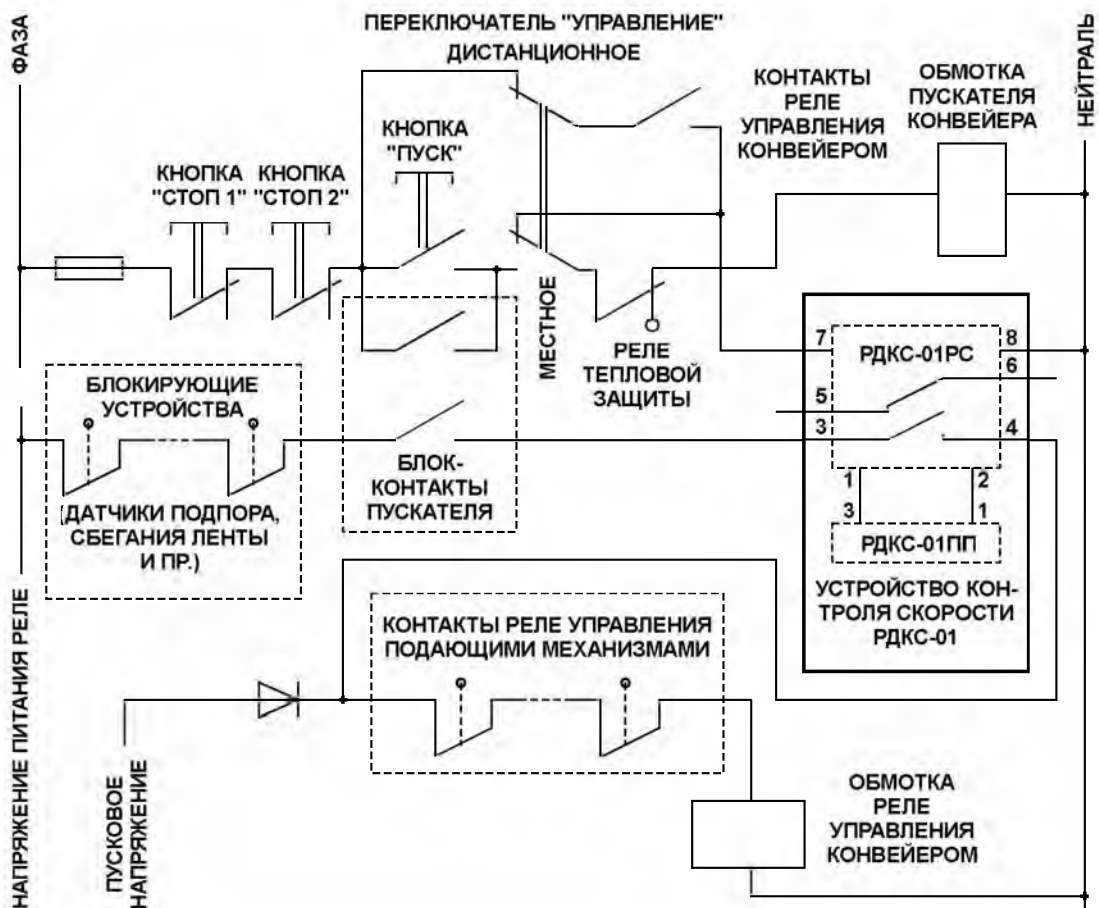 ФАЗА
ПЕРЕКЛЮЧАТЕЛЬ "УПРАВЛЕНИЕ"
ДИСТАНЦИОННОЕ
НЕЙТРАЛЬ
КОНТАКТЫ
РЕЛЕ
УПРАВЛЕНИЯ
КОНВЕЙЕРОМ
ОБМОТКА
ПУСКАТЕЛЯ
КОНВЕЙЕРА
КНОПКА
"ПУСК"
КНОПКА
"СТОП 1"
КНОПКА
"СТОП 2"
МЕСТНОЕ
РЕЛЕ
ТЕПЛОВОЙ
ЗАЩИТЫ
7
РДКС-01РС
8
6
5
3
4
1
2
3
1
РДКС-01ПП
УСТРОЙСТВО КОН-
ТРОЛЯ СКОРОСТИ
РДКС-01
БЛОКИРУЮЩИЕ
УСТРОЙСТВА
(ДАТЧИКИ ПОДПОРА,
СБЕГАНИЯ ЛЕНТЫ
И ПР.)
БЛОК-
КОНТАКТЫ
ПУСКАТЕЛЯ
НАПРЯЖЕНИЕ ПИТАНИЯ РЕЛЕ
КОНТАКТЫ РЕЛЕ УПРАВЛЕНИЯ
ПОДАЮЩИМИ МЕХАНИЗМАМИ
ПУСКОВОЕ
НАПРЯЖЕНИЕ
ОБМОТКА
РЕЛЕ
УПРАВЛЕНИЯ
КОНВЕЙЕРОМ